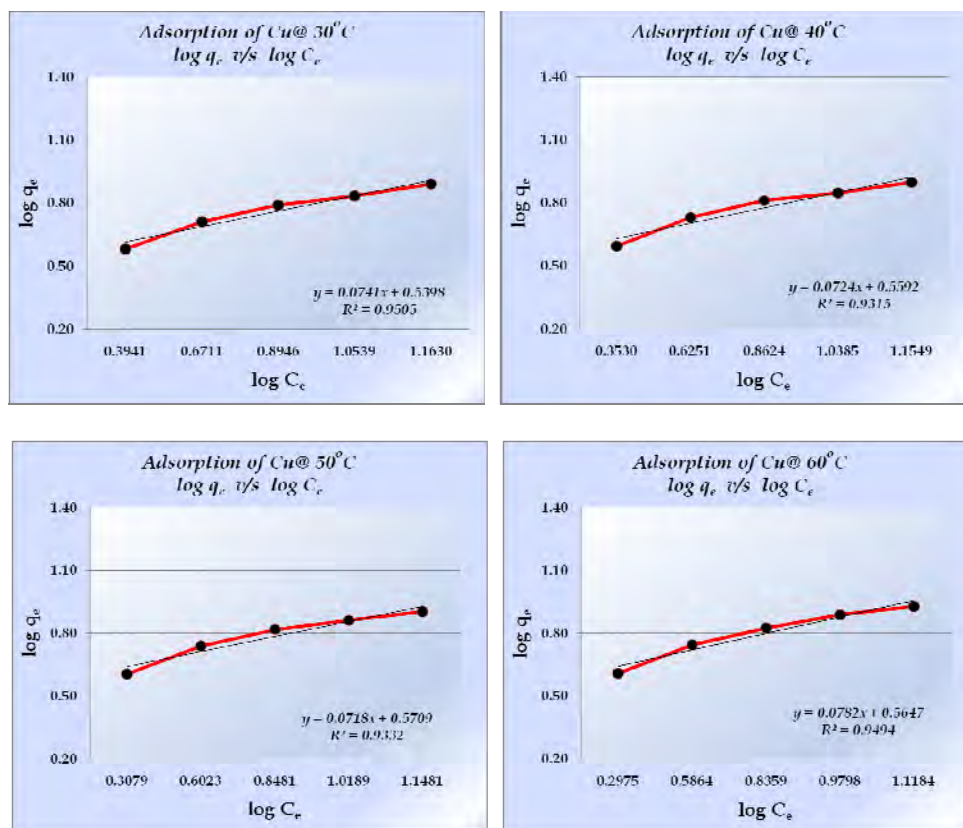 Adsorption of Cu@ 30°C
log qe v/s log Ce
1.40
1.10
0.80
0.50
0.20
log qe
y = 0.0741x + 0.5398
R² = 0.9505
0.3941 0.6711 0.8946 1.0539 1.1630
log Ce
Adsorption of Cu@ 40°C
log qe v/s log Ce
1.40
1.10
0.80
0.50
0.20
log qe
y = 0.0724x + 0.5592
R² = 0.9315
0.3530 0.6251 0.8624 1.0385 1.1549
log Ce
Adsorption of Cu@ 50°C
log qe v/s log Ce
1.40
1.10
0.80
0.50
0.20
log qe
y = 0.0718x + 0.5709
R² = 0.9332
0.3079 0.6023 0.8481 1.0189 1.1481
log Ce
Adsorption of Cu@ 60°C
log qe v/s log Ce
1.40
1.10
0.80
0.50
0.20
log qe
y = 0.0782x + 0.5647
R² = 0.9494
0.2975 0.5864 0.8359 0.9798 1.1184
log Ce